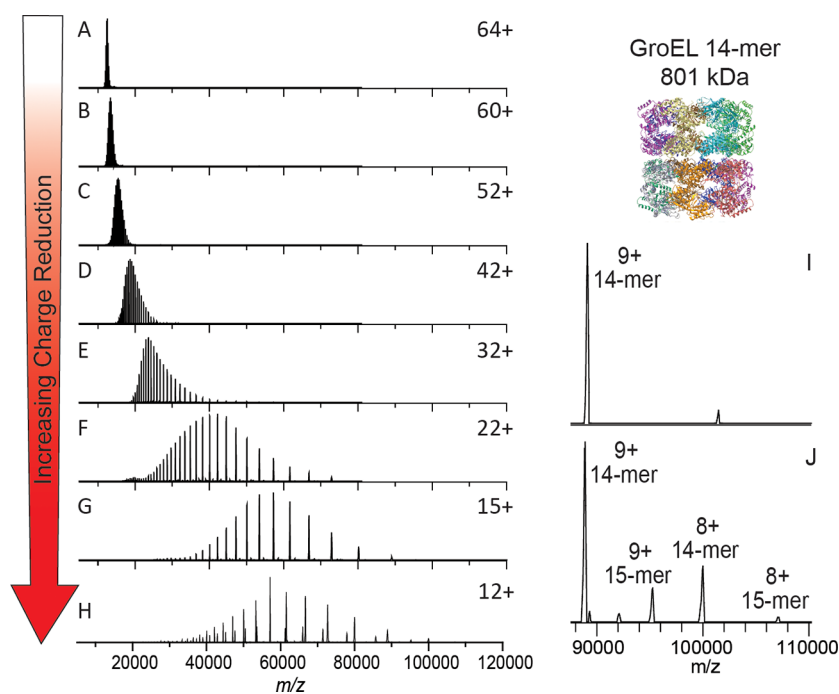 Increasing Charge Reduction
A
64+
B
60+
C
52+
D
42+
E
32+
F
22+
G
15+
H
12+
20000 40000 60000 80000 100000 120000
m/z
GroEL 14-mer
801 kDa
I
9+
14-mer
J
9+
14-mer
9+
15-mer
8+
14-mer
8+
15-mer
90000 100000 110000
m/z